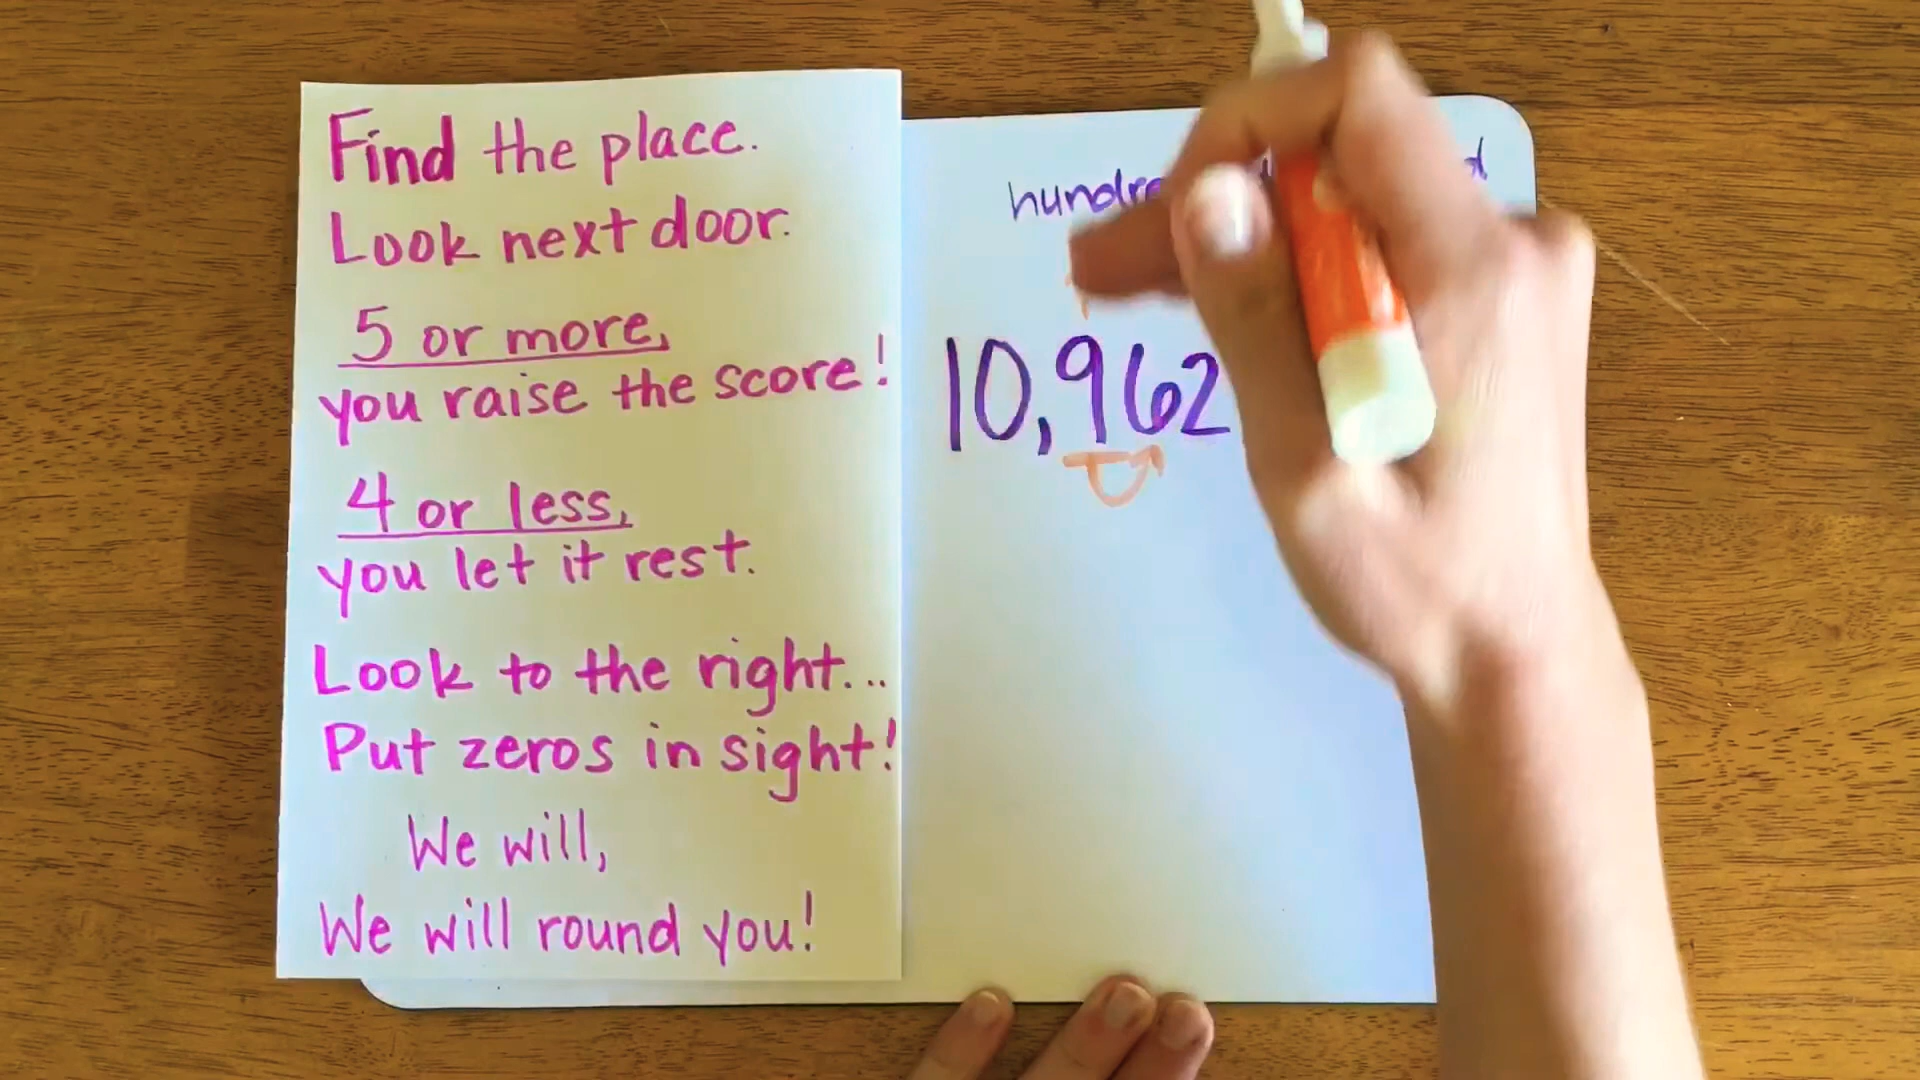 Find the place.
Look next door.
5 or more,
you raise the score!
4 or less,
you let it rest.
Look to the right...
Put zeros in sight!
We will,
We will round you!
10,962